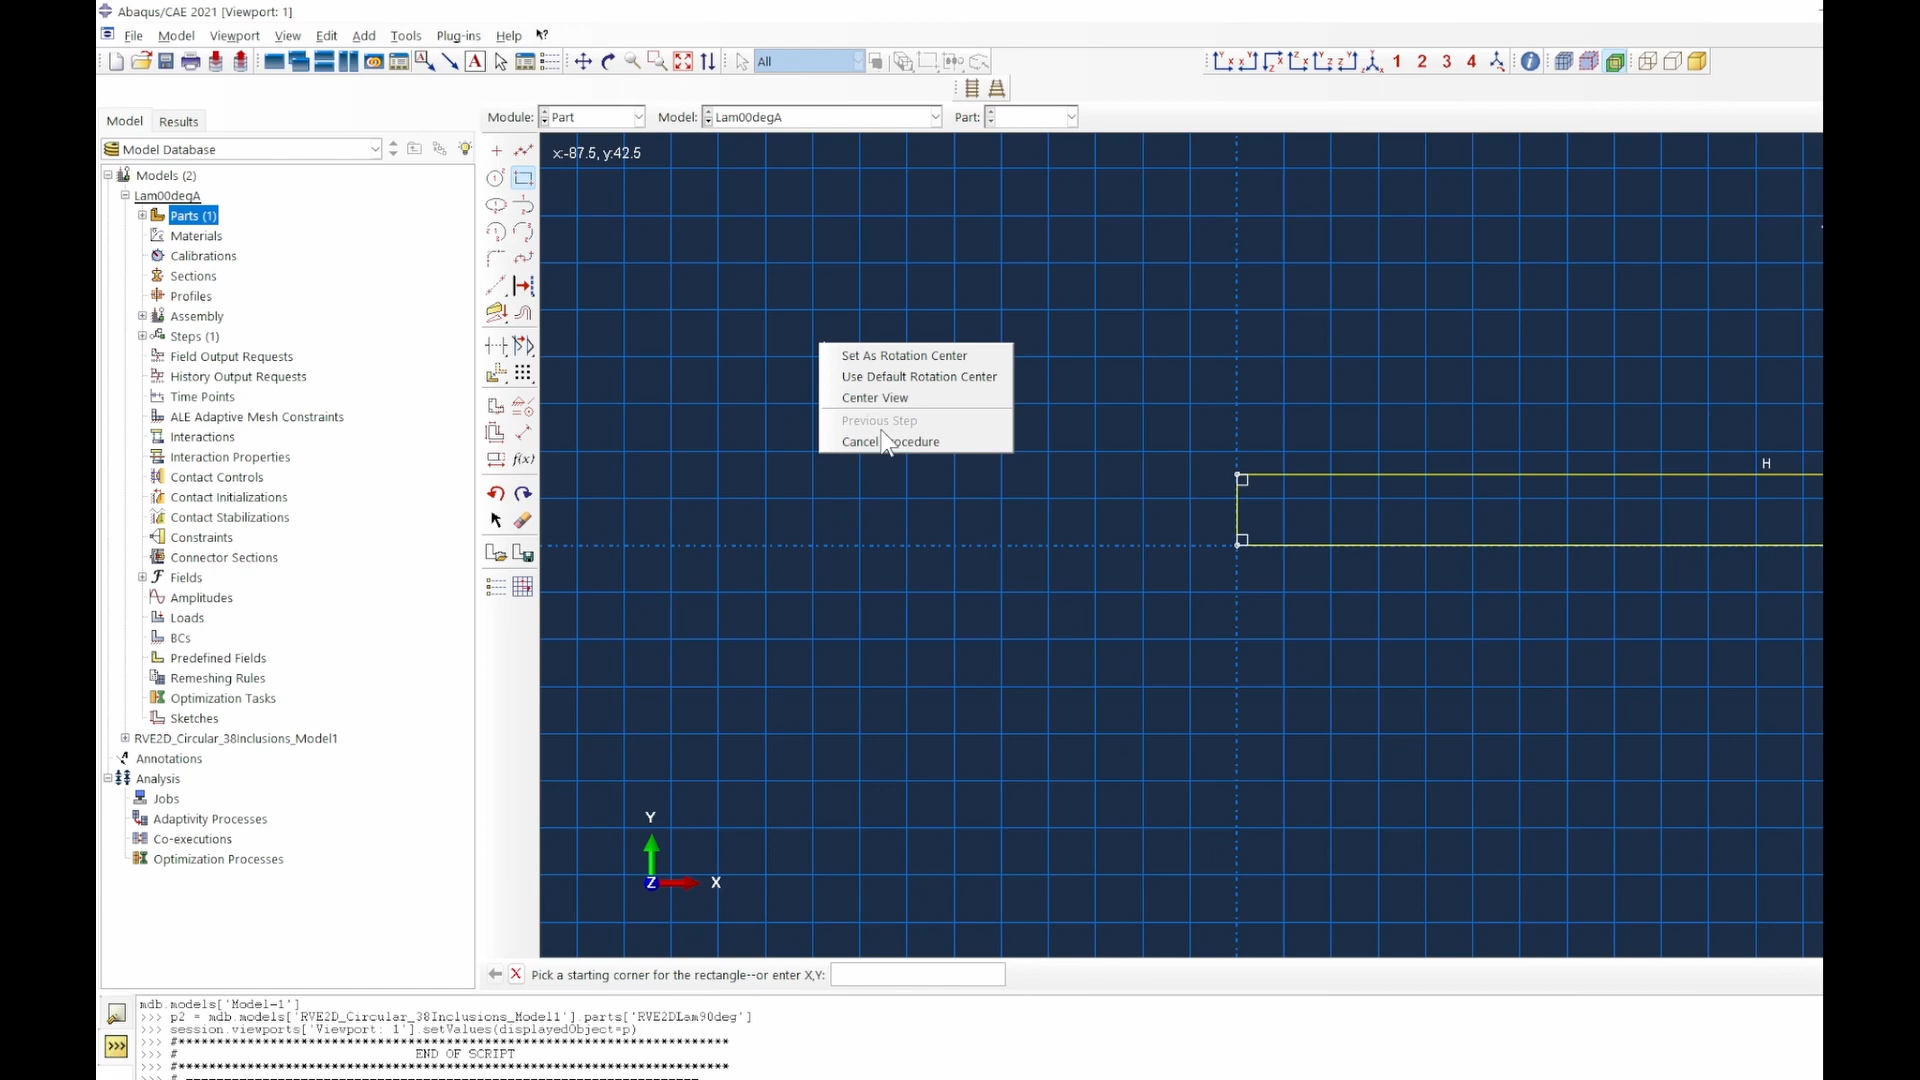 Abaqus/CAE 2021 [Viewport: 1]
File Model Viewport View Edit Add Tools Plug-ins Help
All
1 2 3 4
Model Results
Module: Part Model: Lam00degA Part:
Model Database
x:-87.5, y:42.5
Models (2)
Lam00degA
Parts (1)
Materials
Calibrations
Sections
Profiles
Assembly
Steps (1)
Field Output Requests
History Output Requests
Time Points
ALE Adaptive Mesh Constraints
Interactions
Interaction Properties
Contact Controls
Contact Initializations
Contact Stabilizations
Constraints
Connector Sections
Fields
Amplitudes
Loads
BCs
Predefined Fields
Remeshing Rules
Optimization Tasks
Sketches
RVE2D_Circular_38Inclusions_Model1
Annotations
Analysis
Jobs
Adaptivity Processes
Co-executions
Optimization Processes
Set As Rotation Center
Use Default Rotation Center
Center View
Previous Step
Cancel Procedure
H
Y
Z X
Pick a starting corner for the rectangle--or enter X,Y:
mdb.models['Model-1']
>>> p2 = mdb.models['RVE2D_Circular_38Inclusions_Model1'].parts['RVE2DLam90deg']
>>> session.viewports['Viewport: 1'].setValues(displayedObject=p)
>>> #*******************************************************************
>>> # END OF SCRIPT
>>> #*******************************************************************